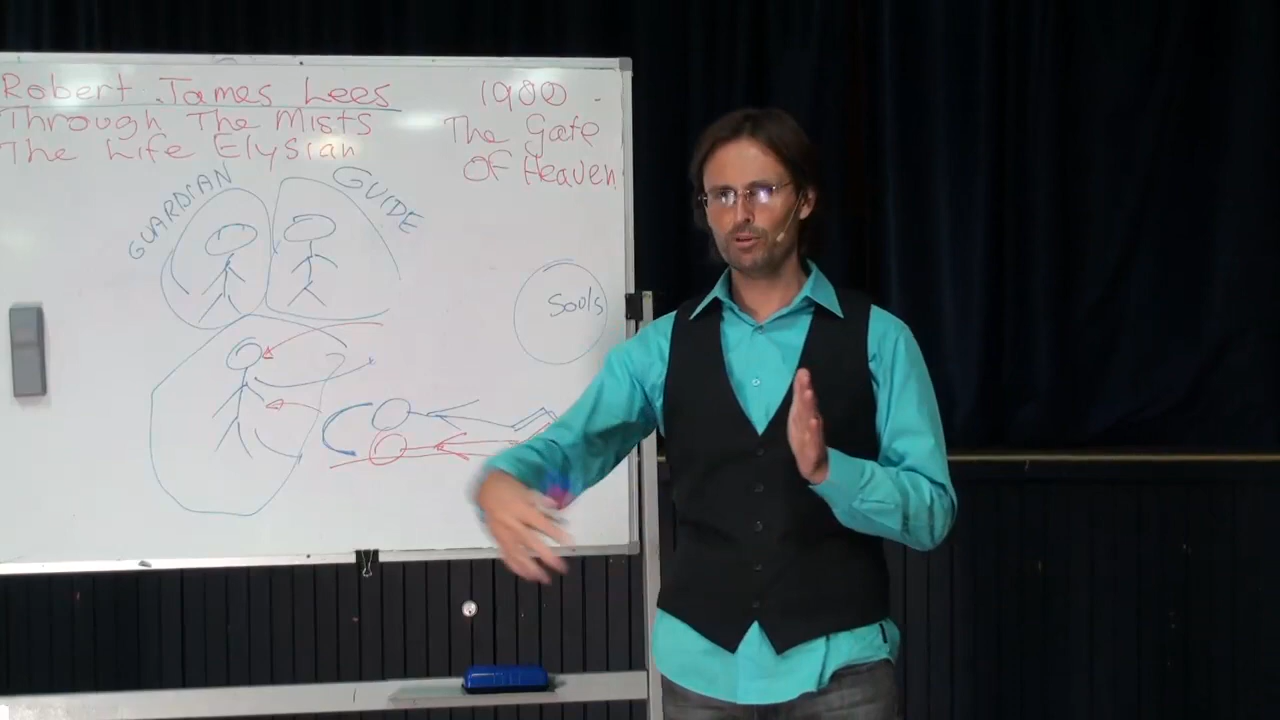 Robert James Lees
Through The Mists
The Life Elysian
1900
The Gate
Of Heaven
GUARDIAN
GUIDE
Souls